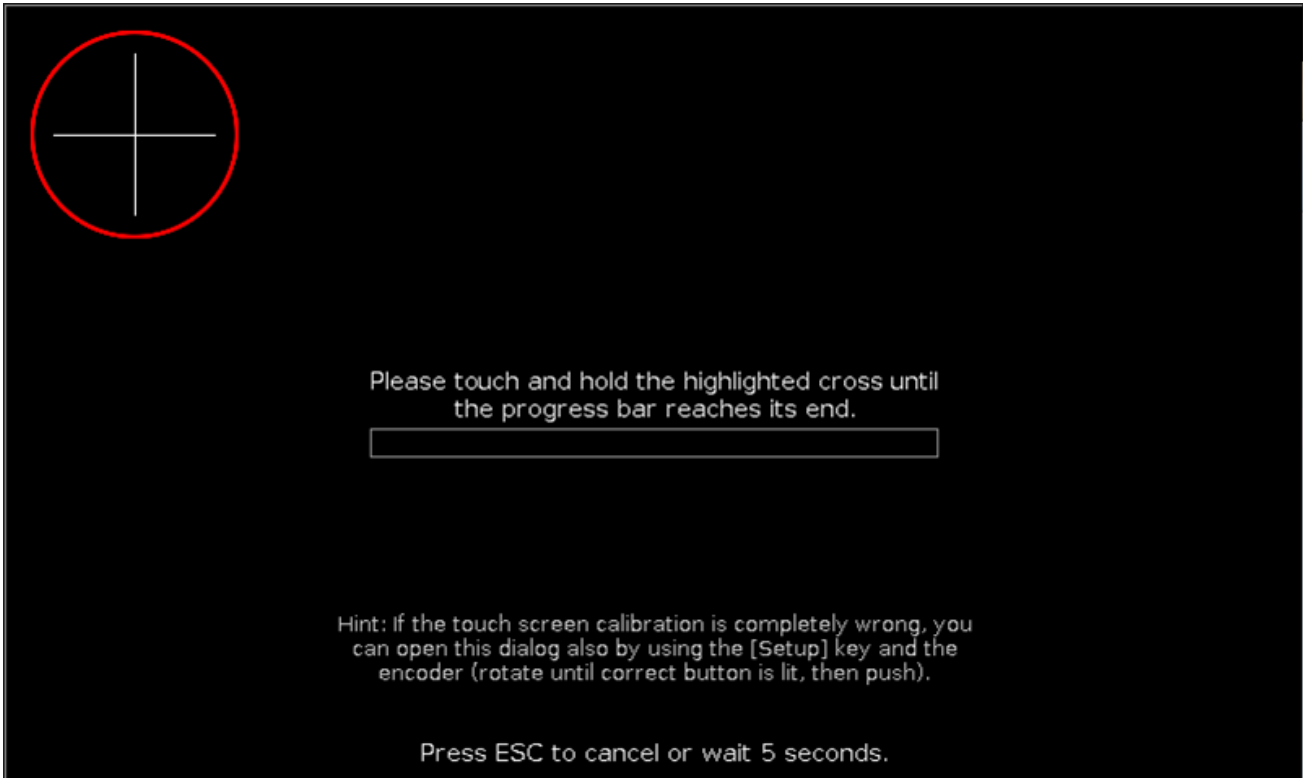 Please touch and hold the highlighted cross until
the progress bar reaches its end.
Hint: If the touch screen calibration is completely wrong, you
can open this dialog also by using the [Setup] key and the
encoder (rotate until correct button is lit, then push).
Press ESC to cancel or wait 5 seconds.